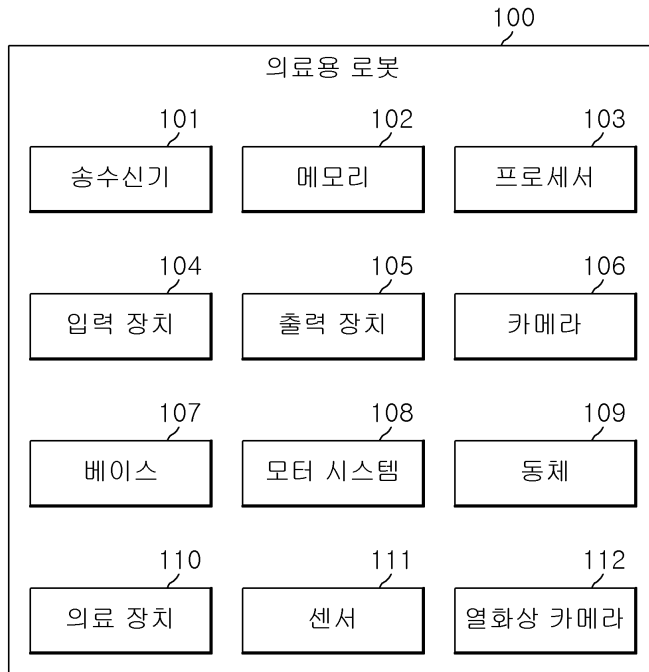 100
의료용 로봇
101 102 103
송수신기 메모리 프로세서
104 105 106
입력 장치 출력 장치 카메라
107 108 109
베이스 모터 시스템 동체
110 111 112
의료 장치 센서 열화상 카메라